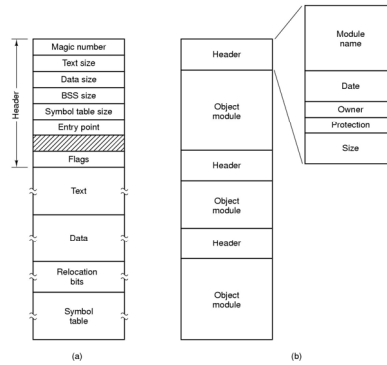 Header
Magic number
Text size
Data size
BSS size
Symbol table size
Entry point
Flags
Text
Data
Relocation
bits
Symbol
table
(a)
Header
Object
module
Header
Object
module
Header
Object
module
Module
name
Date
Owner
Protection
Size
(b)